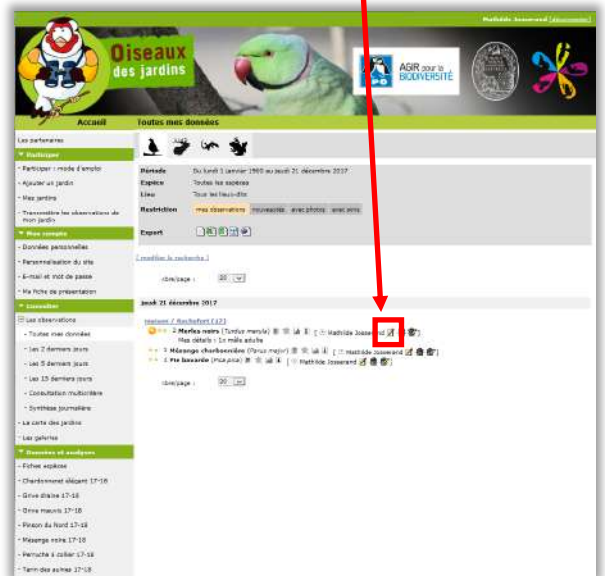 Mathilde Josserand [déconnexion]
Oiseaux
des jardins
AGIR pour la
BIODIVERSITÉ
Accueil
Toutes mes données
Les partenaires
Participer
- Participer : mode d'emploi
- Ajouter un jardin
- Mes jardins
- Transmettre les observations de mon jardin
Mon compte
- Données personnelles
- Personnalisation du site
- E-mail et mot de passe
- Ma fiche de présentation
Consulter
Les observations
- Toutes mes données
- Les 2 derniers jours
- Les 5 derniers jours
- Les 15 derniers jours
- Consultation multicritère
- Synthèse journalière
- La carte des jardins
- Les galeries
Données et analyses
- Fiches espèces
- Chardonneret élégant 17-18
- Grive draine 17-18
- Grive mauvis 17-18
- Pinson du Nord 17-18
- Mésange noire 17-18
- Perruche à collier 17-18
- Tarin des aulnes 17-18
Période Du lundi 1 janvier 1900 au jeudi 21 décembre 2017
Espèce Toutes les espèces
Lieu Tous les lieux-dits
Restriction mes observations nouveautés avec photos avec sons
Export
[ modifier la recherche ]
nbre/page : 20
jeudi 21 décembre 2017
/ Rochefort (17)
2 Merles noirs (Turdus merula) [ Mathilde Josserand ]
Mes détails : 1x mâle adulte
1 Mésange charbonnière (Parus major) [ Mathilde Josserand ]
1 Pie bavarde (Pica pica) [ Mathilde Josserand ]
nbre/page : 20